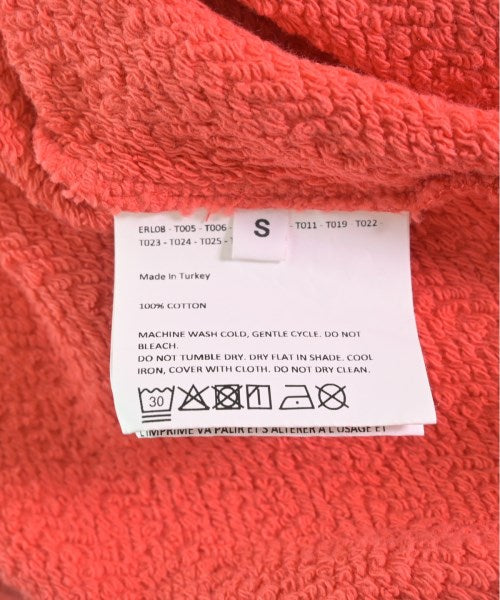 ERLOB - T005 - T006 - T011 - T019 - T022 -
S
T023 - T024 - T025 -
Made In Turkey
100% COTTON
MACHINE WASH COLD, GENTLE CYCLE. DO NOT
BLEACH.
DO NOT TUMBLE DRY. DRY FLAT IN SHADE. COOL
IRON, COVER WITH CLOTH. DO NOT DRY CLEAN.
30
L'IMPRIMÉ VA PALIR ET S'ALTERER A L'USAGE ET